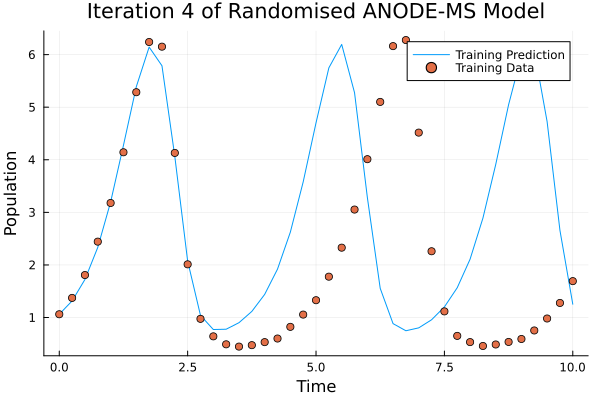 Iteration 4 of Randomised ANODE-MS Model
Training Prediction
Training Data
Population
6
5
4
3
2
1
0.0 2.5 5.0 7.5 10.0
Time